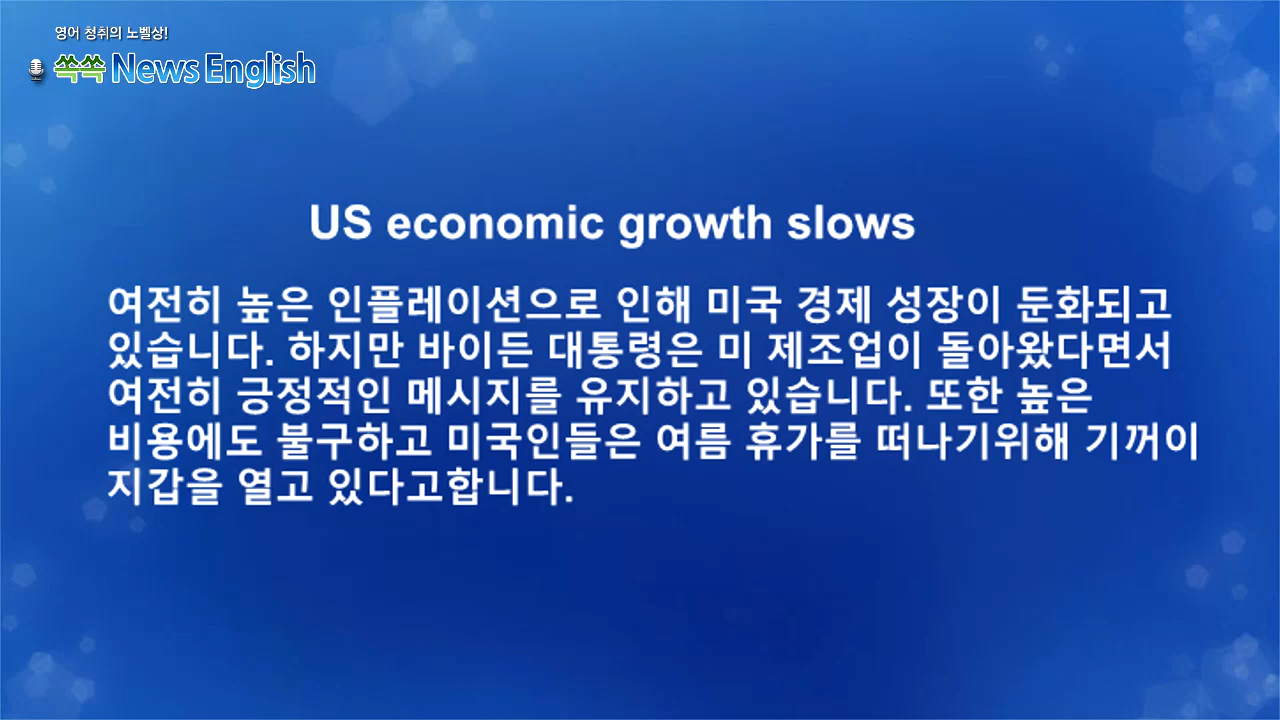 영어 청취의 노벨상!
쏙쏙 News English
US economic growth slows
여전히 높은 인플레이션으로 인해 미국 경제 성장이 둔화되고
있습니다. 하지만 바이든 대통령은 미 제조업이 돌아왔다면서
여전히 긍정적인 메시지를 유지하고 있습니다. 또한 높은
비용에도 불구하고 미국인들은 여름 휴가를 떠나기위해 기꺼이
지갑을 열고 있다고합니다.